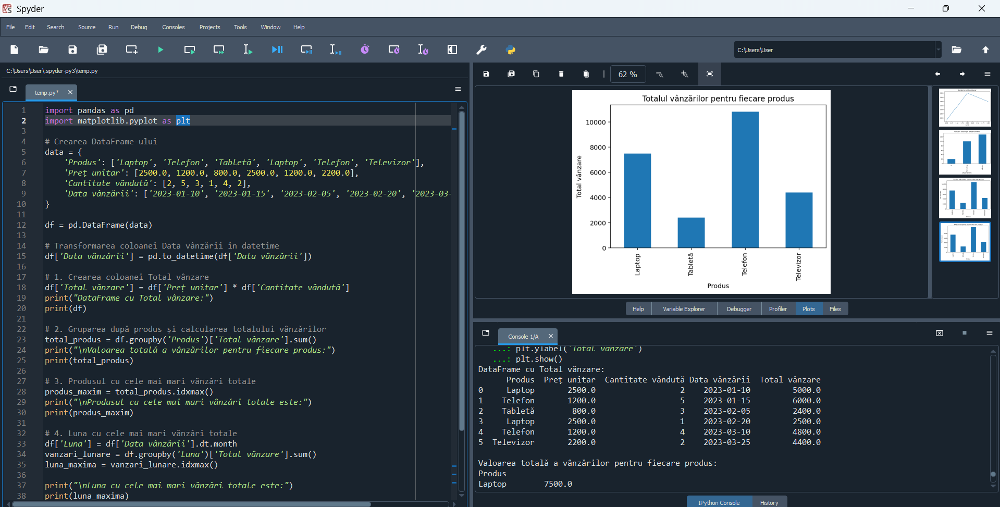 Spyder
File Edit Search Source Run Debug Consoles Projects Tools Window Help
C:\Users\User
C:\Users\User\.spyder-py3\temp.py
temp.py*
1 import pandas as pd
2 import matplotlib.pyplot as plt
3
4 # Crearea DataFrame-ului
5 data = {
6 'Produs': ['Laptop', 'Telefon', 'Tabletă', 'Laptop', 'Telefon', 'Televizor'],
7 'Preț unitar': [2500.0, 1200.0, 800.0, 2500.0, 1200.0, 2200.0],
8 'Cantitate vândută': [2, 5, 3, 1, 4, 2],
9 'Data vânzării': ['2023-01-10', '2023-01-15', '2023-02-05', '2023-02-20', '2023-03-
10 }
11
12 df = pd.DataFrame(data)
13
14 # Transformarea coloanei Data vânzării în datetime
15 df['Data vânzării'] = pd.to_datetime(df['Data vânzării'])
16
17 # 1. Crearea coloanei Total vânzare
18 df['Total vânzare'] = df['Preț unitar'] * df['Cantitate vândută']
19 print("DataFrame cu Total vânzare:")
20 print(df)
21
22 # 2. Gruparea după produs și calcularea totalului vânzărilor
23 total_produs = df.groupby('Produs')['Total vânzare'].sum()
24 print("\nValoarea totală a vânzărilor pentru fiecare produs:")
25 print(total_produs)
26
27 # 3. Produsul cu cele mai mari vânzări totale
28 produs_maxim = total_produs.idxmax()
29 print("\nProdusul cu cele mai mari vânzări totale este:")
30 print(produs_maxim)
31
32 # 4. Luna cu cele mai mari vânzări totale
33 df['Luna'] = df['Data vânzării'].dt.month
34 vanzari_lunare = df.groupby('Luna')['Total vânzare'].sum()
35 luna_maxima = vanzari_lunare.idxmax()
36
37 print("\nLuna cu cele mai mari vânzări totale este:")
38 print(luna_maxima)
62 %
Totalul vânzărilor pentru fiecare produs
Total vânzare
10000
8000
6000
4000
2000
0
Laptop
Tabletă
Telefon
Televizor
Produs
Help Variable Explorer Debugger Profiler Plots Files
Console 1/A
...: plt.ylabel('Total vânzare')
...: plt.show()
DataFrame cu Total vânzare:
Produs Preț unitar Cantitate vândută Data vânzării Total vânzare
0 Laptop 2500.0 2 2023-01-10 5000.0
1 Telefon 1200.0 5 2023-01-15 6000.0
2 Tabletă 800.0 3 2023-02-05 2400.0
3 Laptop 2500.0 1 2023-02-20 2500.0
4 Telefon 1200.0 4 2023-03-10 4800.0
5 Televizor 2200.0 2 2023-03-25 4400.0
Valoarea totală a vânzărilor pentru fiecare produs:
Produs
Laptop 7500.0
IPython Console History